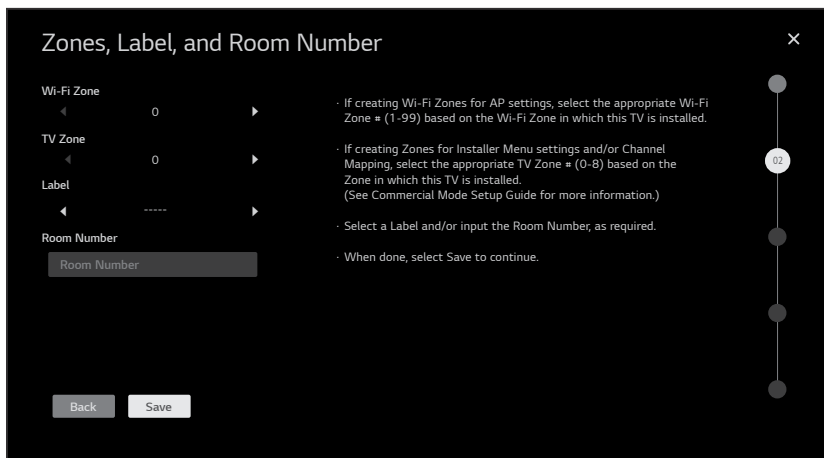 Zones, Label, and Room Number
Wi-Fi Zone
0
TV Zone
0
Label
-----
Room Number
Room Number
· If creating Wi-Fi Zones for AP settings, select the appropriate Wi-Fi
Zone # (1-99) based on the Wi-Fi Zone in which this TV is installed.
· If creating Zones for Installer Menu settings and/or Channel
Mapping, select the appropriate TV Zone # (0-8) based on the
Zone in which this TV is installed.
(See Commercial Mode Setup Guide for more information.)
· Select a Label and/or input the Room Number, as required.
· When done, select Save to continue.
02
Back
Save